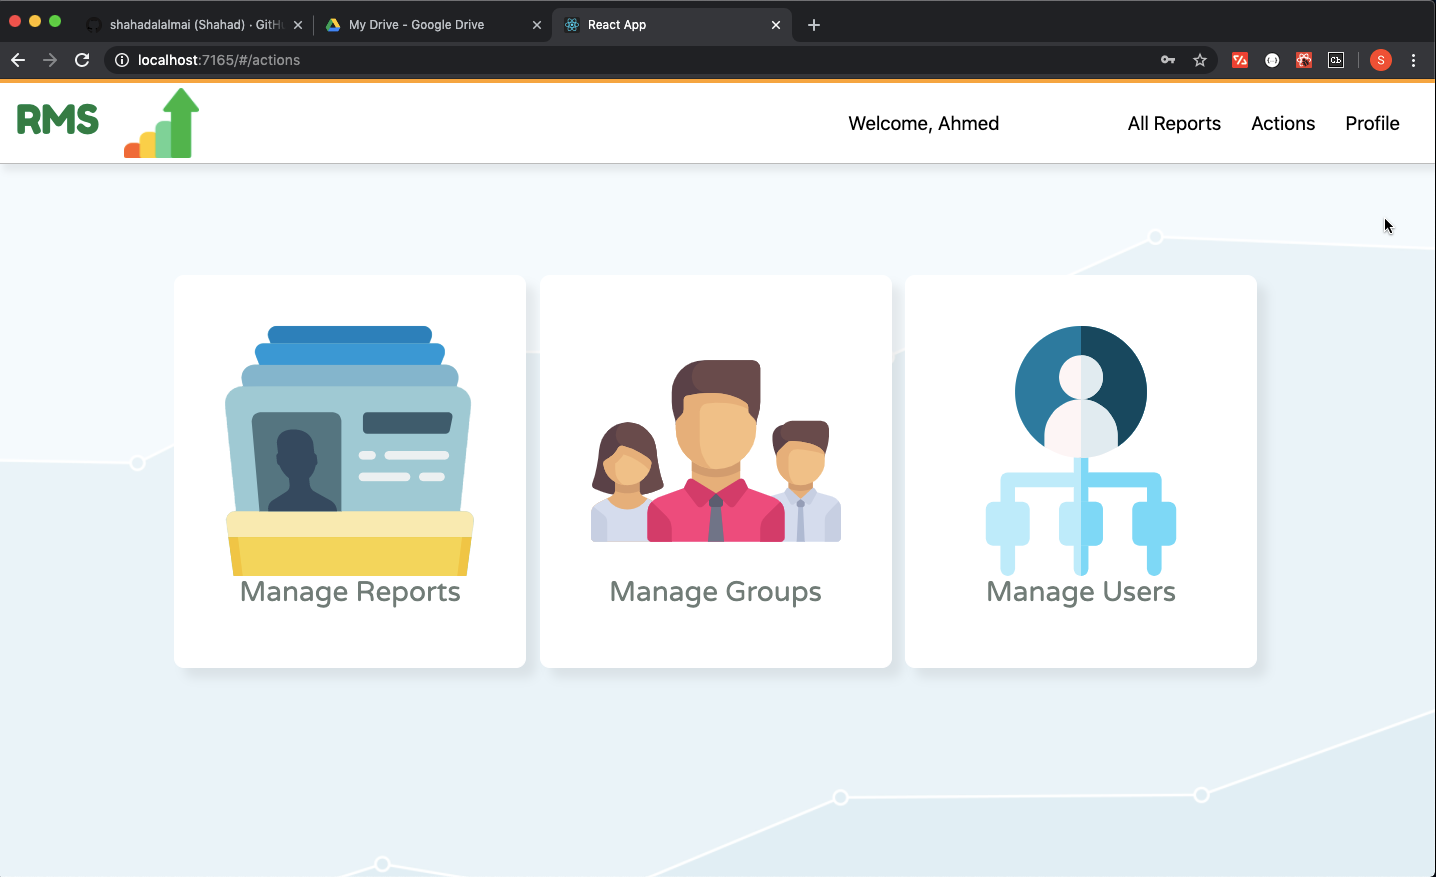 shahadalalmai (Shahad) · GitH
My Drive - Google Drive
React App
localhost:7165/#/actions
S
RMS
Welcome, Ahmed
All Reports
Actions
Profile
Manage Reports
Manage Groups
Manage Users